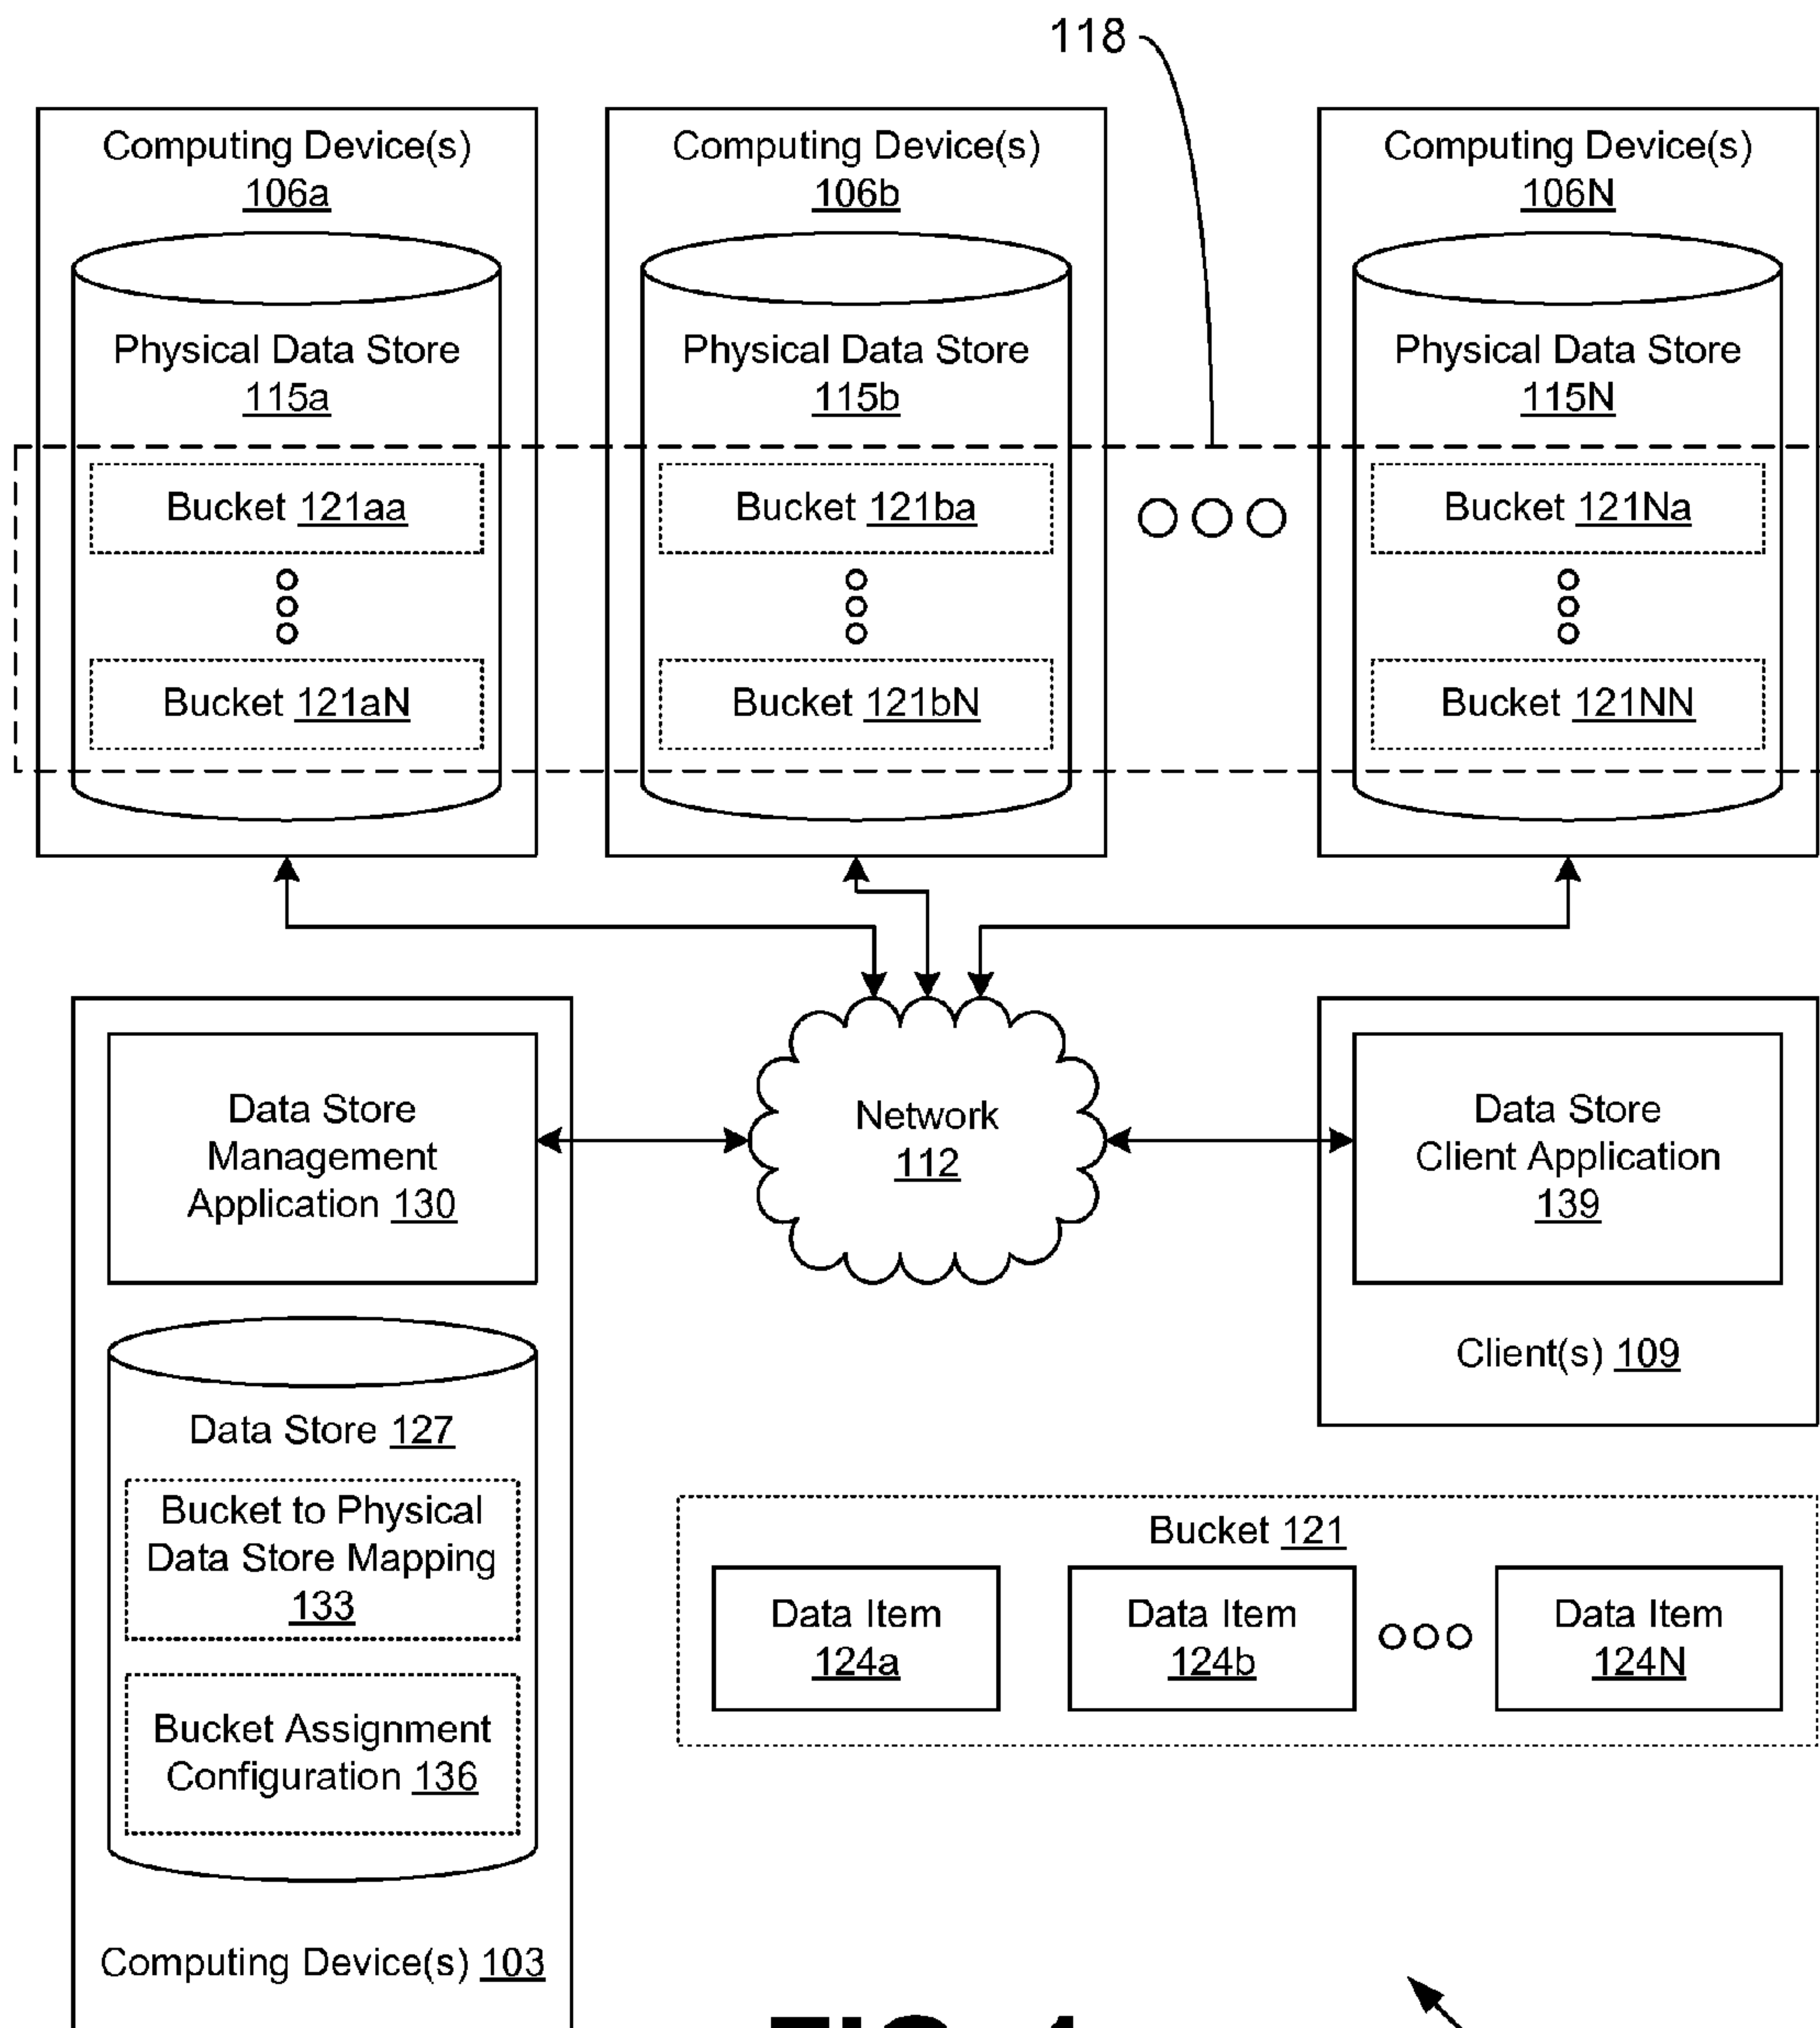 118
Computing Device(s)
106a
Physical Data Store
115a
Bucket 121aa
Bucket 121aN
Computing Device(s)
106b
Physical Data Store
115b
Bucket 121ba
Bucket 121bN
Computing Device(s)
106N
Physical Data Store
115N
Bucket 121Na
Bucket 121NN
Data Store
Management
Application 130
Network
112
Data Store
Client Application
139
Client(s) 109
Data Store 127
Bucket to Physical
Data Store Mapping
133
Bucket Assignment
Configuration 136
Computing Device(s) 103
Bucket 121
Data Item
124a
Data Item
124b
Data Item
124N